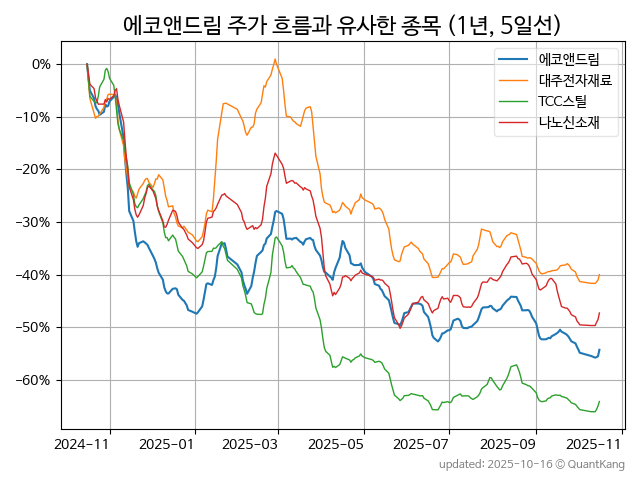 에코앤드림 주가 흐름과 유사한 종목 (1년, 5일선)
에코앤드림
대주전자재료
TCC스틸
나노신소재
0%
−10%
−20%
−30%
−40%
−50%
−60%
2024-11
2025-01
2025-03
2025-05
2025-07
2025-09
2025-11
updated: 2025-10-16 © QuantKang